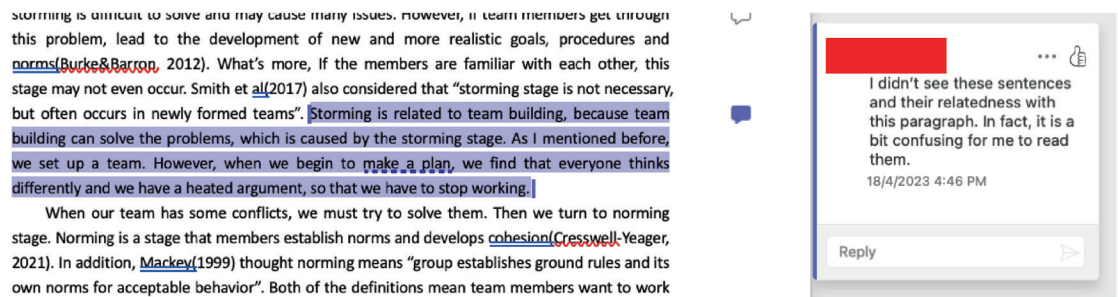 storming is difficult to solve and may cause many issues. However, if team members get through
this problem, lead to the development of new and more realistic goals, procedures and
norms(Burke&Barron, 2012). What's more, If the members are familiar with each other, this
stage may not even occur. Smith et al(2017) also considered that "storming stage is not necessary,
but often occurs in newly formed teams". Storming is related to team building, because team
building can solve the problems, which is caused by the storming stage. As I mentioned before,
we set up a team. However, when we begin to make a plan, we find that everyone thinks
differently and we have a heated argument, so that we have to stop working.
When our team has some conflicts, we must try to solve them. Then we turn to norming
stage. Norming is a stage that members establish norms and develops cohesion(Cresswell-Yeager,
2021). In addition, Mackey(1999) thought norming means "group establishes ground rules and its
own norms for acceptable behavior". Both of the definitions mean team members want to work
I didn't see these sentences
and their relatedness with
this paragraph. In fact, it is a
bit confusing for me to read
them.
18/4/2023 4:46 PM
Reply